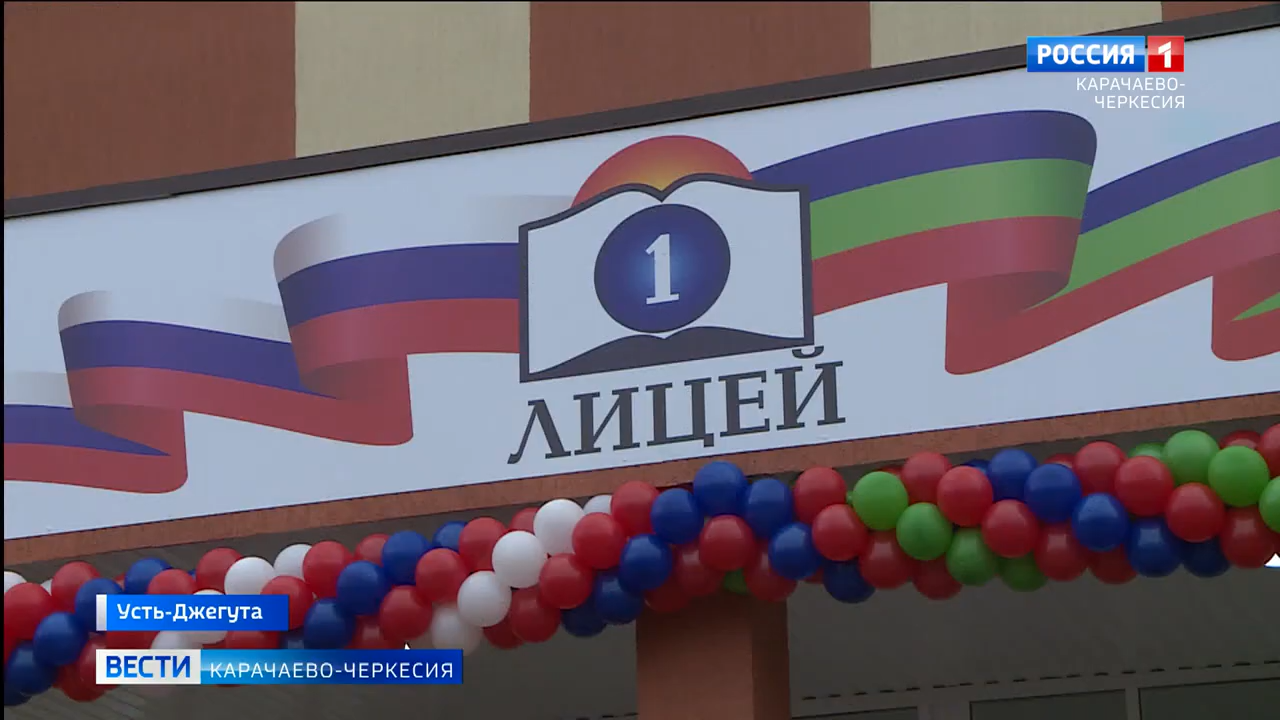 РОССИЯ 1
КАРАЧАЕВО-
ЧЕРКЕСИЯ
1
ЛИЦЕЙ
Усть-Джегута
ВЕСТИ КАРАЧАЕВО-ЧЕРКЕСИЯ